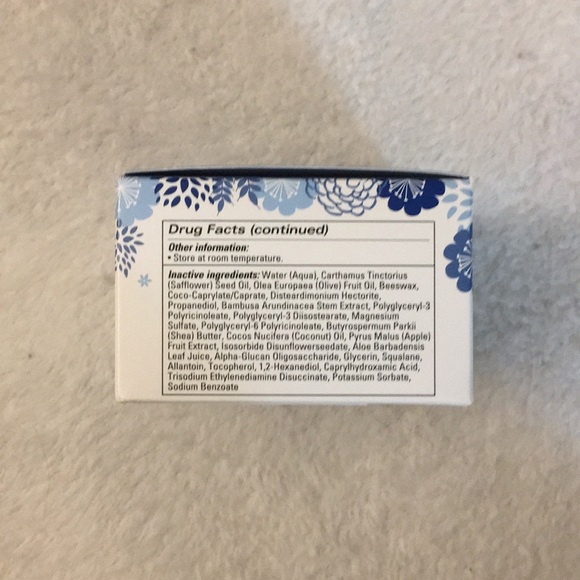 Drug Facts (continued)
Other information:
• Store at room temperature.
Inactive ingredients: Water (Aqua), Carthamus Tinctorius
(Safflower) Seed Oil, Olea Europaea (Olive) Fruit Oil, Beeswax,
Coco-Caprylate/Caprate, Disteardimonium Hectorite,
Propanediol, Bambusa Arundinacea Stem Extract, Polyglyceryl-3
Polyricinoleate, Polyglyceryl-3 Diisostearate, Magnesium
Sulfate, Polyglyceryl-6 Polyricinoleate, Butyrospermum Parkii
(Shea) Butter, Cocos Nucifera (Coconut) Oil, Pyrus Malus (Apple)
Fruit Extract, Isosorbide Disunflowerseedate, Aloe Barbadensis
Leaf Juice, Alpha-Glucan Oligosaccharide, Glycerin, Squalane,
Allantoin, Tocopherol, 1,2-Hexanediol, Caprylhydroxamic Acid,
Trisodium Ethylenediamine Disuccinate, Potassium Sorbate,
Sodium Benzoate